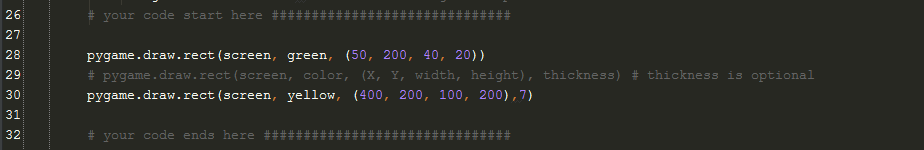 26 # your code start here ##############################
27
28 pygame.draw.rect(screen, green, (50, 200, 40, 20))
29 # pygame.draw.rect(screen, color, (X, Y, width, height), thickness) # thickness is optional
30 pygame.draw.rect(screen, yellow, (400, 200, 100, 200),7)
31
32 # your code ends here ###############################